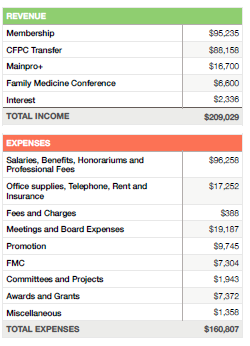 REVENUE
Membership $95,235
CFPC Transfer $88,158
Mainpro+ $16,700
Family Medicine Conference $6,600
Interest $2,336
TOTAL INCOME $209,029
EXPENSES
Salaries, Benefits, Honorariums and $96,258
Professional Fees
Office supplies, Telephone, Rent and $17,252
Insurance
Fees and Charges $388
Meetings and Board Expenses $19,187
Promotion $9,745
FMC $7,304
Committees and Projects $1,943
Awards and Grants $7,372
Miscellaneous $1,358
TOTAL EXPENSES $160,807